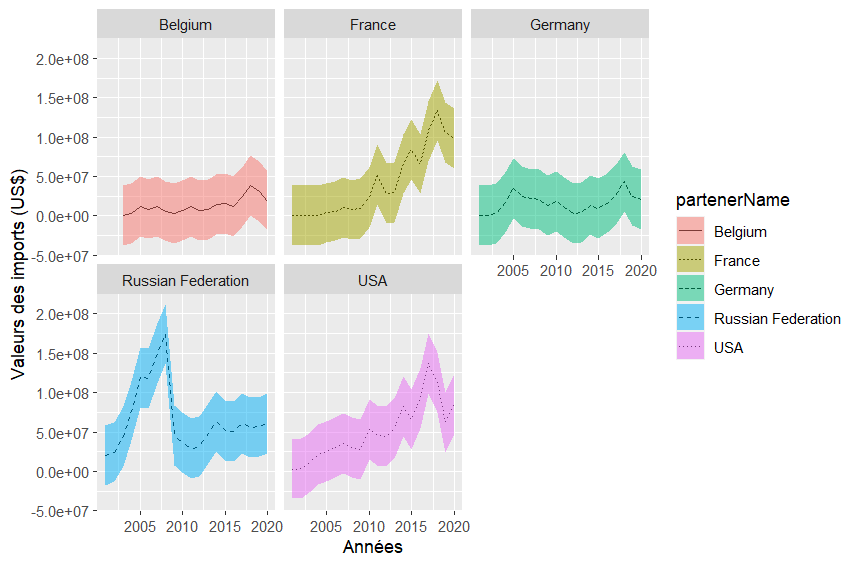 Belgium
France
Germany
2.0e+08
1.5e+08
1.0e+08
5.0e+07
0.0e+00
-5.0e+07
2005 2010 2015 2020
Russian Federation
USA
2.0e+08
1.5e+08
1.0e+08
5.0e+07
0.0e+00
-5.0e+07
2005 2010 2015 2020
2005 2010 2015 2020
Années
Valeurs des imports (US$)
partenerName
Belgium
France
Germany
Russian Federation
USA